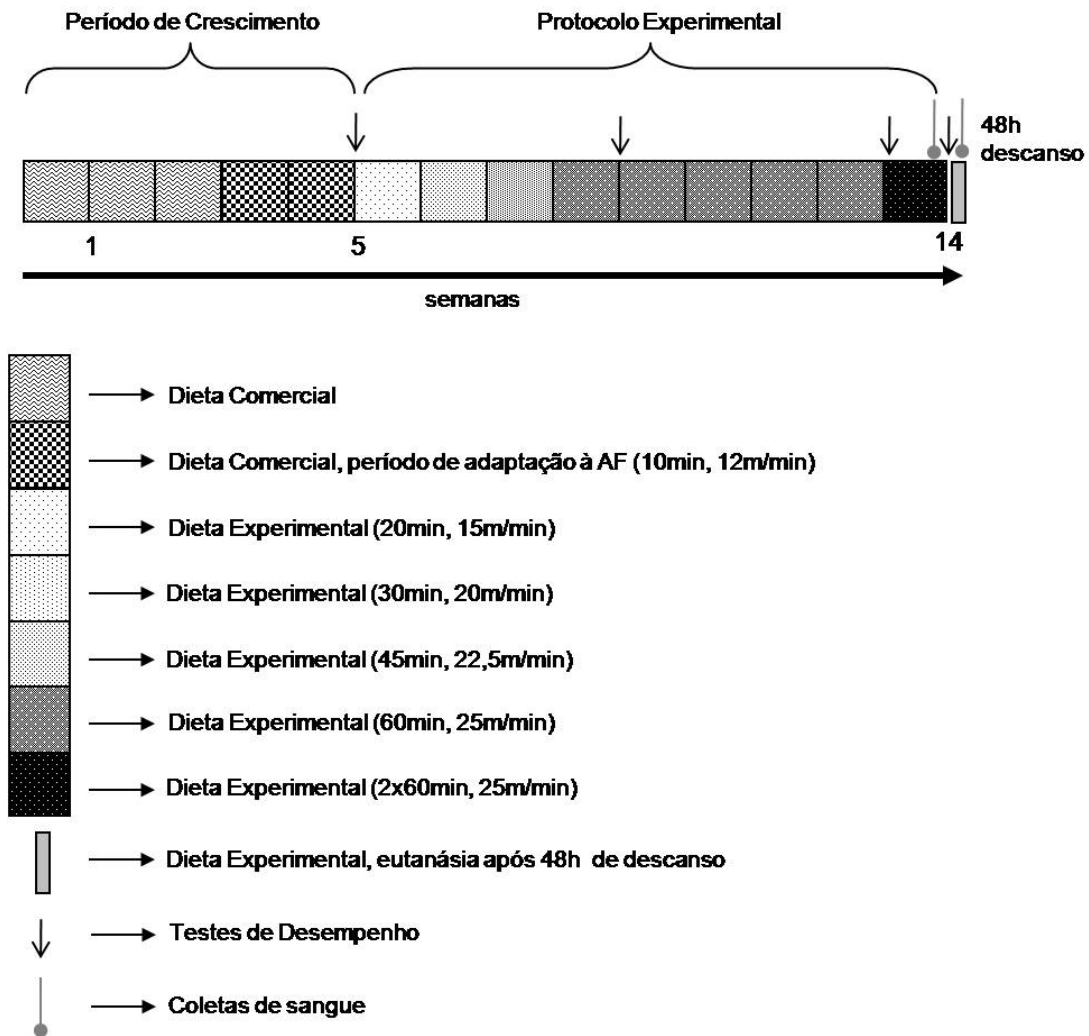 Período de Crescimento
Protocolo Experimental
48h
descanso
1
5
14
semanas
Dieta Comercial
Dieta Comercial, período de adaptação à AF (10min, 12m/min)
Dieta Experimental (20min, 15m/min)
Dieta Experimental (30min, 20m/min)
Dieta Experimental (45min, 22,5m/min)
Dieta Experimental (60min, 25m/min)
Dieta Experimental (2x60min, 25m/min)
Dieta Experimental, eutanásia após 48h de descanso
Testes de Desempenho
Coletas de sangue